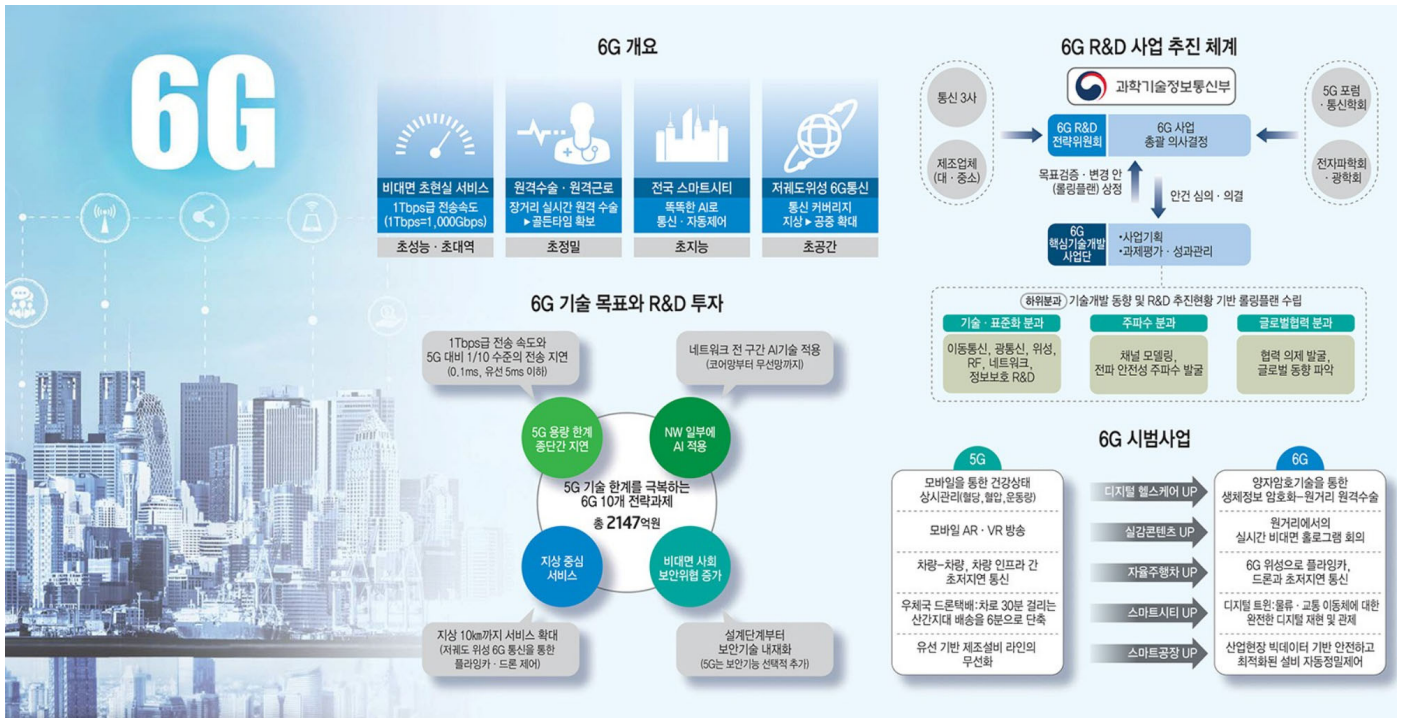 6G
6G 개요
비대면 초현실 서비스
1Tbps급 전송속도
(1Tbps=1,000Gbps)
초성능 · 초대역
원격수술 · 원격근로
장거리 실시간 원격 수술
▶골든타임 확보
초정밀
전국 스마트시티
똑똑한 AI로
통신 · 자동제어
초지능
저궤도위성 6G통신
통신 커버리지
지상 ▶ 공중 확대
초공간
6G 기술 목표와 R&D 투자
1Tbps급 전송 속도와
5G 대비 1/10 수준의 전송 지연
(0.1ms, 유선 5ms 이하)
네트워크 전 구간 AI기술 적용
(코어망부터 무선망까지)
5G 용량 한계
종단간 지연
NW 일부에
AI 적용
5G 기술 한계를 극복하는
6G 10개 전략과제
총 2147억원
지상 중심
서비스
비대면 사회
보안위협 증가
지상 10km까지 서비스 확대
(저궤도 위성 6G 통신을 통한
플라잉카 · 드론 제어)
설계단계부터
보안기술 내재화
(5G는 보안기능 선택적 추가)
6G R&D 사업 추진 체계
과학기술정보통신부
통신 3사
제조업체
(대 · 중소)
5G 포럼
· 통신학회
전자파학회
· 광학회
6G R&D
전략위원회
6G 사업
총괄 의사결정
목표검증 · 변경 안
(롤링플랜) 상정
안건 심의 · 의결
6G
핵심기술개발
사업단
·사업기획
·과제평가 · 성과관리
하위분과 기술개발 동향 및 R&D 추진현황 기반 롤링플랜 수립
기술 · 표준화 분과
이동통신, 광통신, 위성,
RF, 네트워크,
정보보호 R&D
주파수 분과
채널 모델링,
전파 안전성 주파수 발굴
글로벌협력 분과
협력 의제 발굴,
글로벌 동향 파악
6G 시범사업
5G
6G
모바일을 통한 건강상태
상시관리(혈당,혈압,운동량)
디지털 헬스케어 UP
양자암호기술을 통한
생체정보 암호화-원거리 원격수술
모바일 AR · VR 방송
실감콘텐츠 UP
원거리에서의
실시간 비대면 홀로그램 회의
차량-차량, 차량 인프라 간
초저지연 통신
자율주행차 UP
6G 위성으로 플라잉카,
드론과 초저지연 통신
우체국 드론택배:차로 30분 걸리는
산간지대 배송을 6분으로 단축
스마트시티 UP
디지털 트윈:물류 · 교통 이동체에 대한
완전한 디지털 재현 및 관제
유선 기반 제조설비 라인의
무선화
스마트공장 UP
산업현장 빅데이터 기반 안전하고
최적화된 설비 자동정밀제어